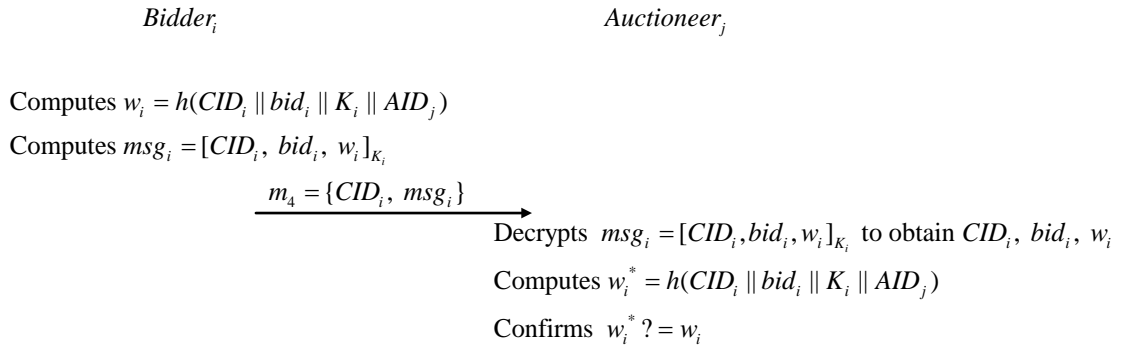 Bidder_i Auctioneer_j
Computes w_i = h(CID_i || bid_i || K_i || AID_j)
Computes msg_i = [CID_i, bid_i, w_i]_{K_i}
m_4 = {CID_i, msg_i}
Decrypts msg_i = [CID_i, bid_i, w_i]_{K_i} to obtain CID_i, bid_i, w_i
Computes w_i^* = h(CID_i || bid_i || K_i || AID_j)
Confirms w_i^* ? = w_i